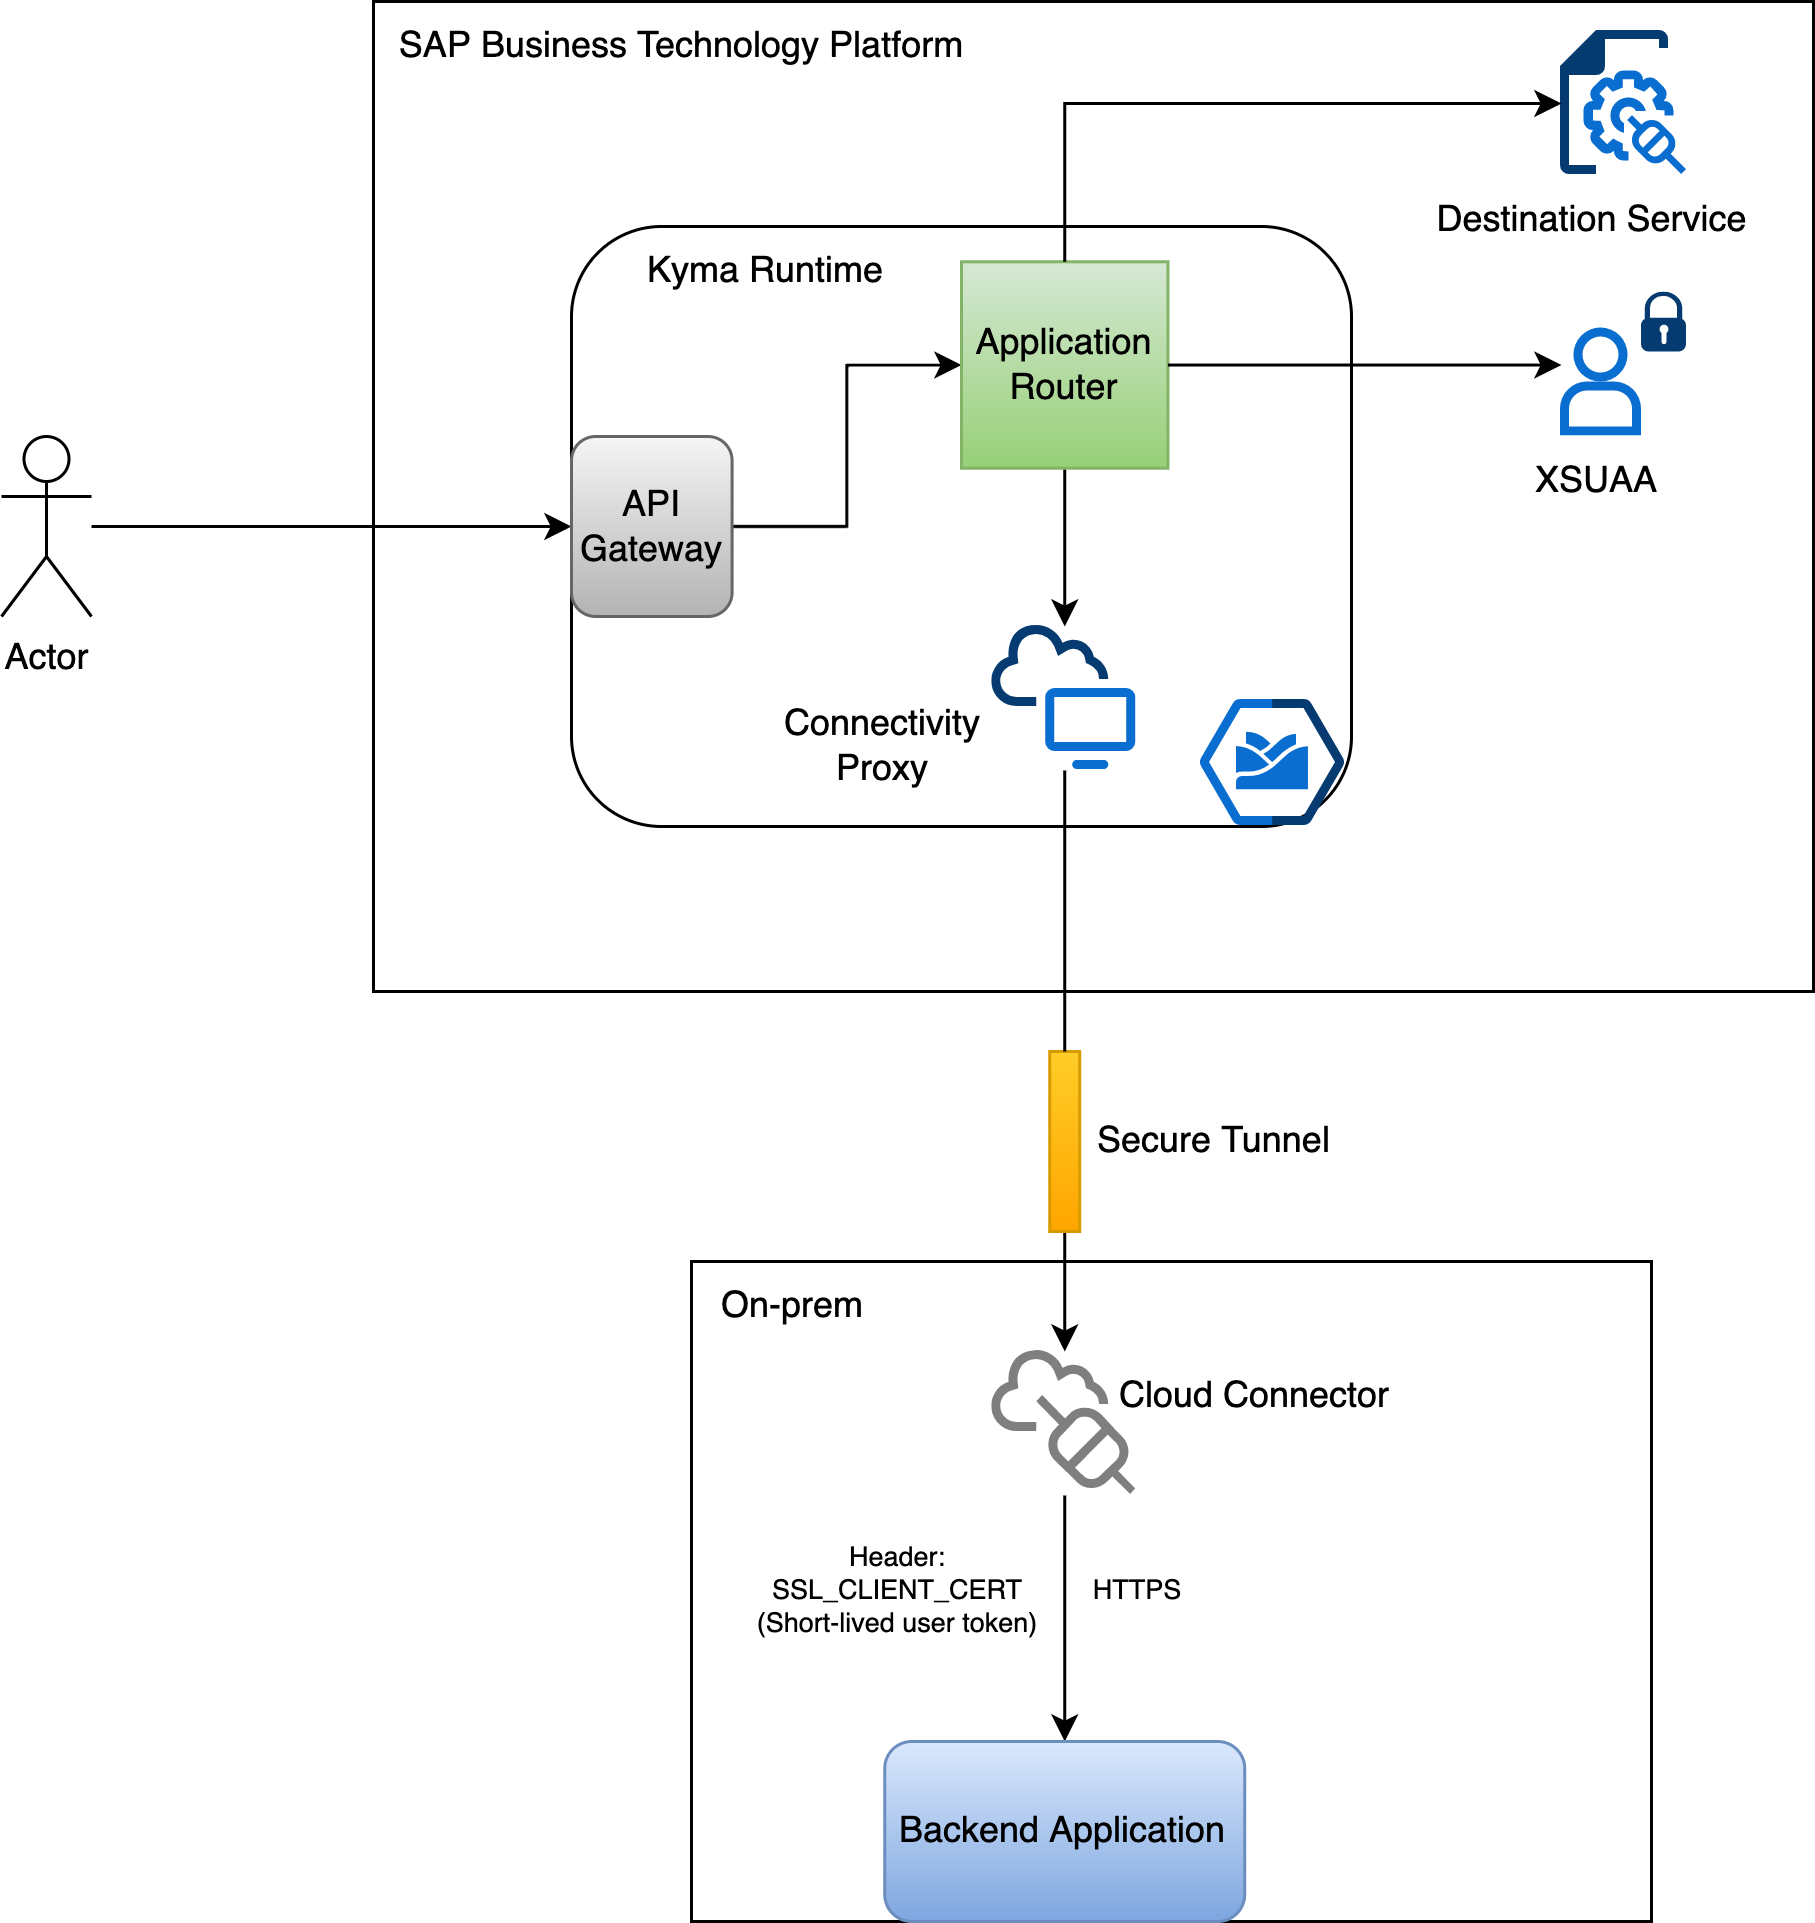 SAP Business Technology Platform
Destination Service
Kyma Runtime
Application
Router
XSUAA
API
Gateway
Actor
Connectivity
Proxy
Secure Tunnel
On-prem
Cloud Connector
Header:
SSL_CLIENT_CERT
(Short-lived user token)
HTTPS
Backend Application